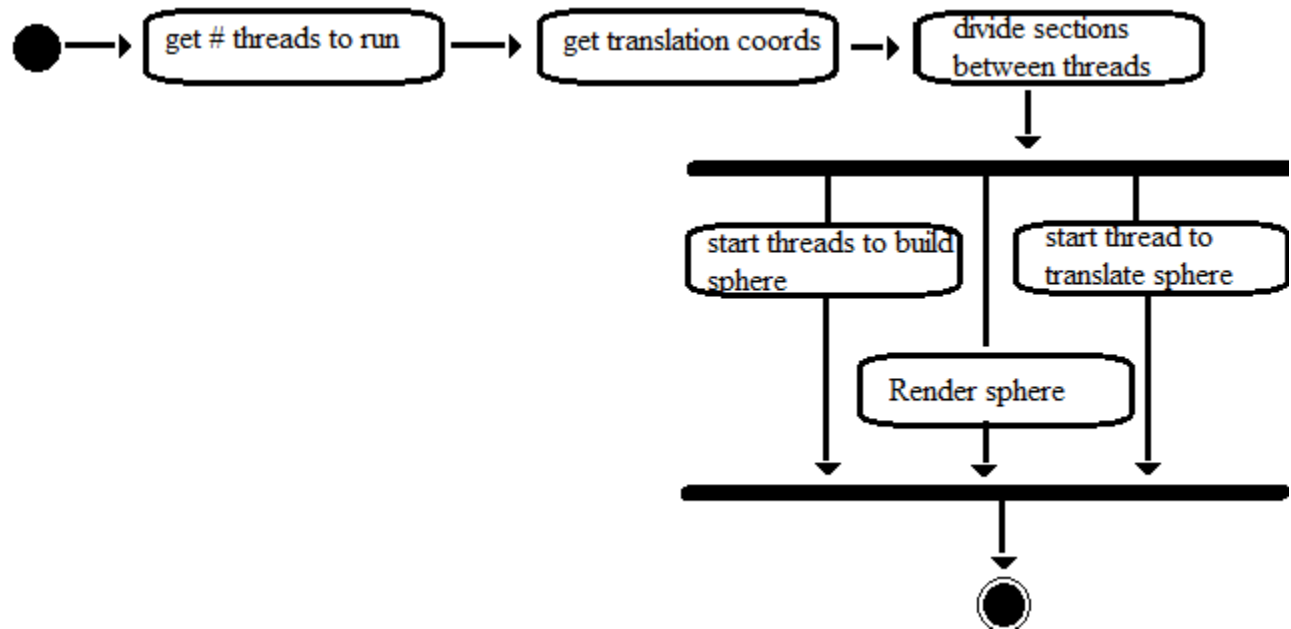 get # threads to run
get translation coords
divide sections
between threads
start threads to build
sphere
start thread to
translate sphere
Render sphere